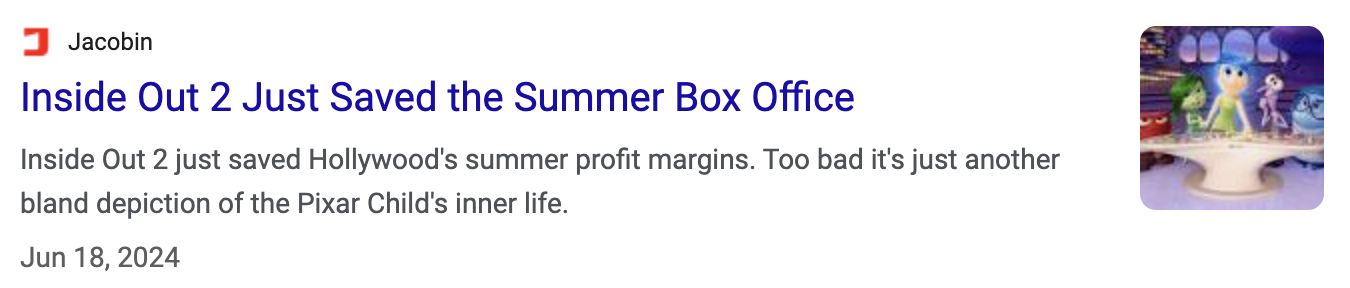 Jacobin
Inside Out 2 Just Saved the Summer Box Office
Inside Out 2 just saved Hollywood's summer profit margins. Too bad it's just another
bland depiction of the Pixar Child's inner life.
Jun 18, 2024